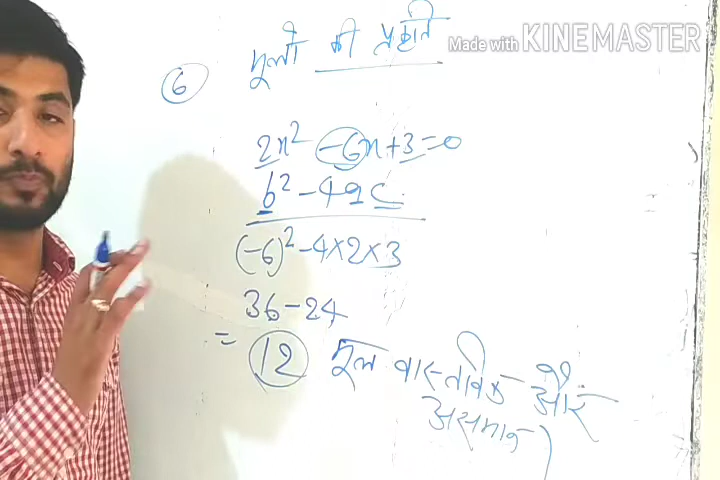 मूलों की प्रकृति
Made with KINEMASTER
6
2x² - 6x + 3 = 0
b² - 4ac
(-6)² - 4×2×3
36 - 24
= 12 मूल वास्तविक और
असमान